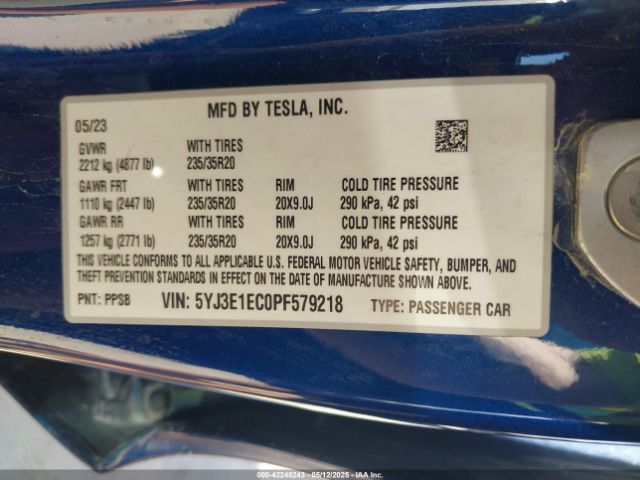 MFD BY TESLA, INC.
05/23
GVWR WITH TIRES
2212 kg (4877 lb) 235/35R20
GAWR FRT WITH TIRES RIM COLD TIRE PRESSURE
1110 kg (2447 lb) 235/35R20 20X9.0J 290 kPa, 42 psi
GAWR RR WITH TIRES RIM COLD TIRE PRESSURE
1257 kg (2771 lb) 235/35R20 20X9.0J 290 kPa, 42 psi
THIS VEHICLE CONFORMS TO ALL APPLICABLE U.S. FEDERAL MOTOR VEHICLE SAFETY, BUMPER, AND
THEFT PREVENTION STANDARDS IN EFFECT ON THE DATE OF MANUFACTURE SHOWN ABOVE.
PNT: PPSB VIN: 5YJ3E1EC0PF579218 TYPE: PASSENGER CAR
000-42248243 - 05/12/2025 - IAA Inc.